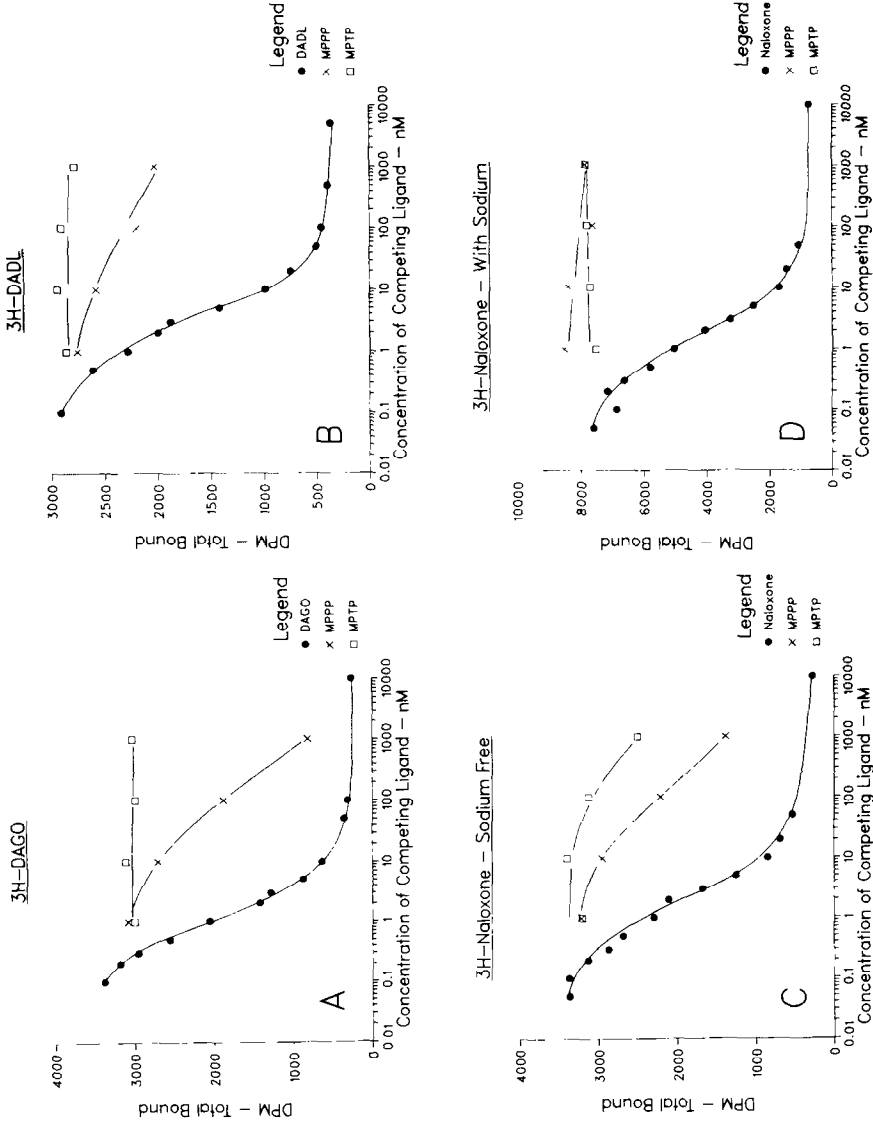 3H-DAGO
4000
3000
2000
1000
0
DPM - Total Bound
A
0.01 0.1 1 10 100 1000 10000
Concentration of Competing Ligand - nM
Legend
● DAGO
× MPPP
□ MPTP
3H-DADL
3000
2500
2000
1500
1000
500
0
DPM - Total Bound
B
0.01 0.1 1 10 100 1000 10000
Concentration of Competing Ligand - nM
Legend
● DADL
× MPPP
□ MPTP
3H-Naloxone - Sodium Free
4000
3000
2000
1000
0
DPM - Total Bound
C
0.01 0.1 1 10 100 1000 10000
Concentration of Competing Ligand - nM
Legend
● Naloxone
× MPPP
□ MPTP
3H-Naloxone - With Sodium
10000
8000
6000
4000
2000
0
DPM - Total Bound
D
0.01 0.1 1 10 100 1000 10000
Concentration of Competing Ligand - nM
Legend
● Naloxone
× MPPP
□ MPTP